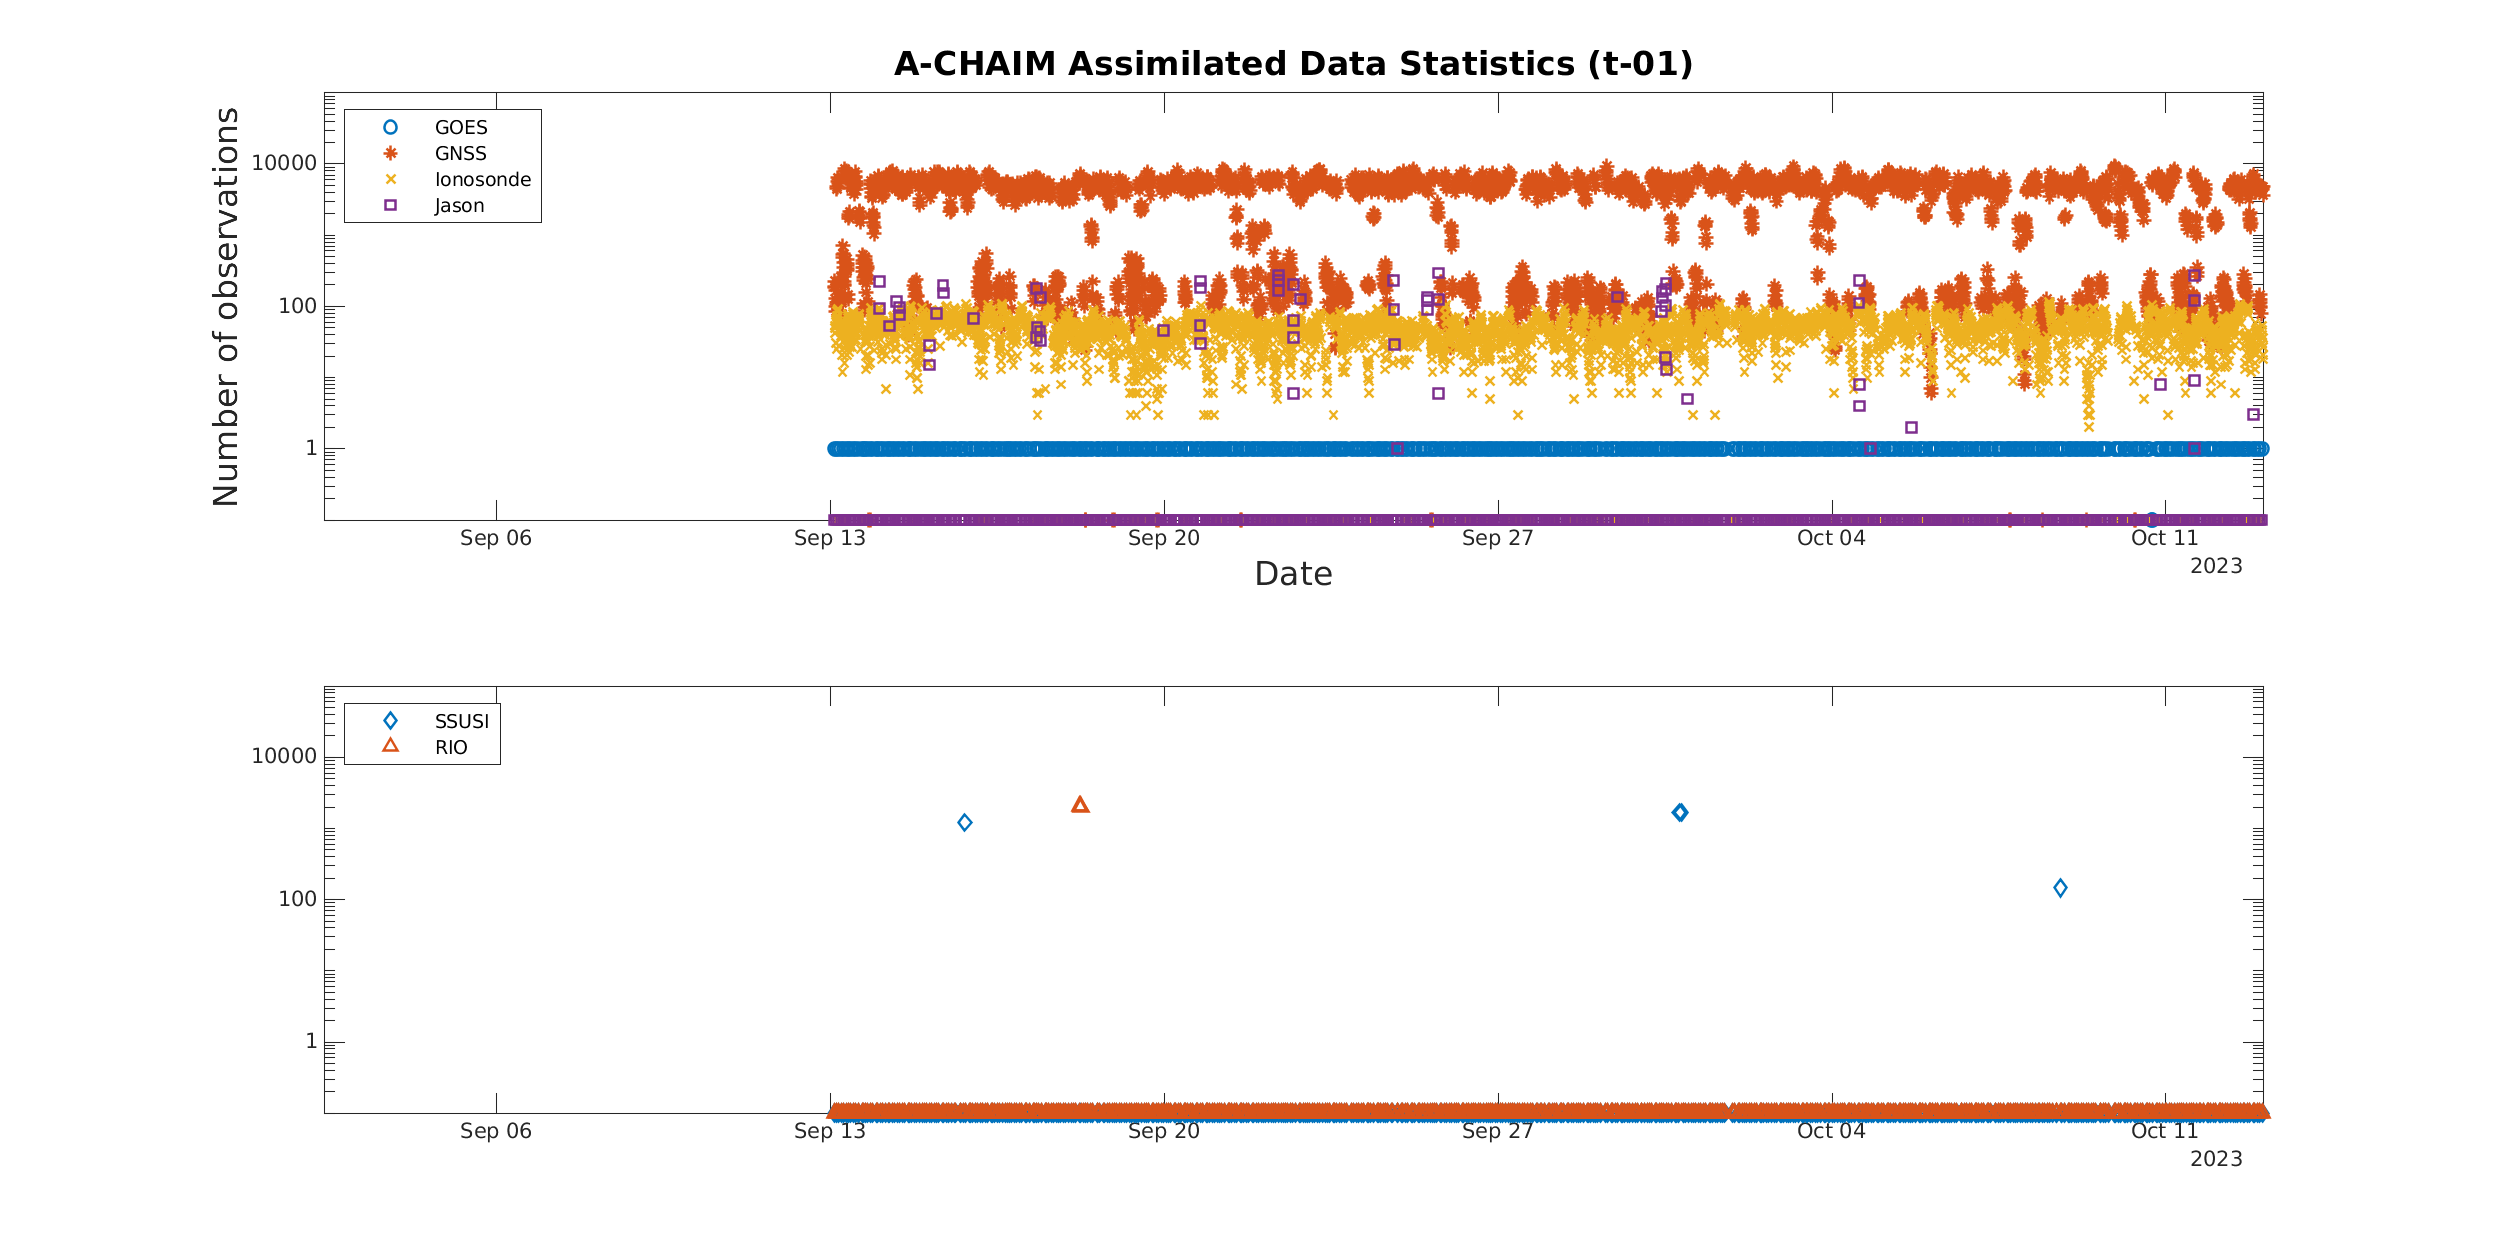 A-CHAIM Assimilated Data Statistics (t-01)
Number of observations
10000
100
1
GOES
GNSS
Ionosonde
Jason
Sep 06 Sep 13 Sep 20 Sep 27 Oct 04 Oct 11
2023
Date
10000
100
1
SSUSI
RIO
Sep 06 Sep 13 Sep 20 Sep 27 Oct 04 Oct 11
2023